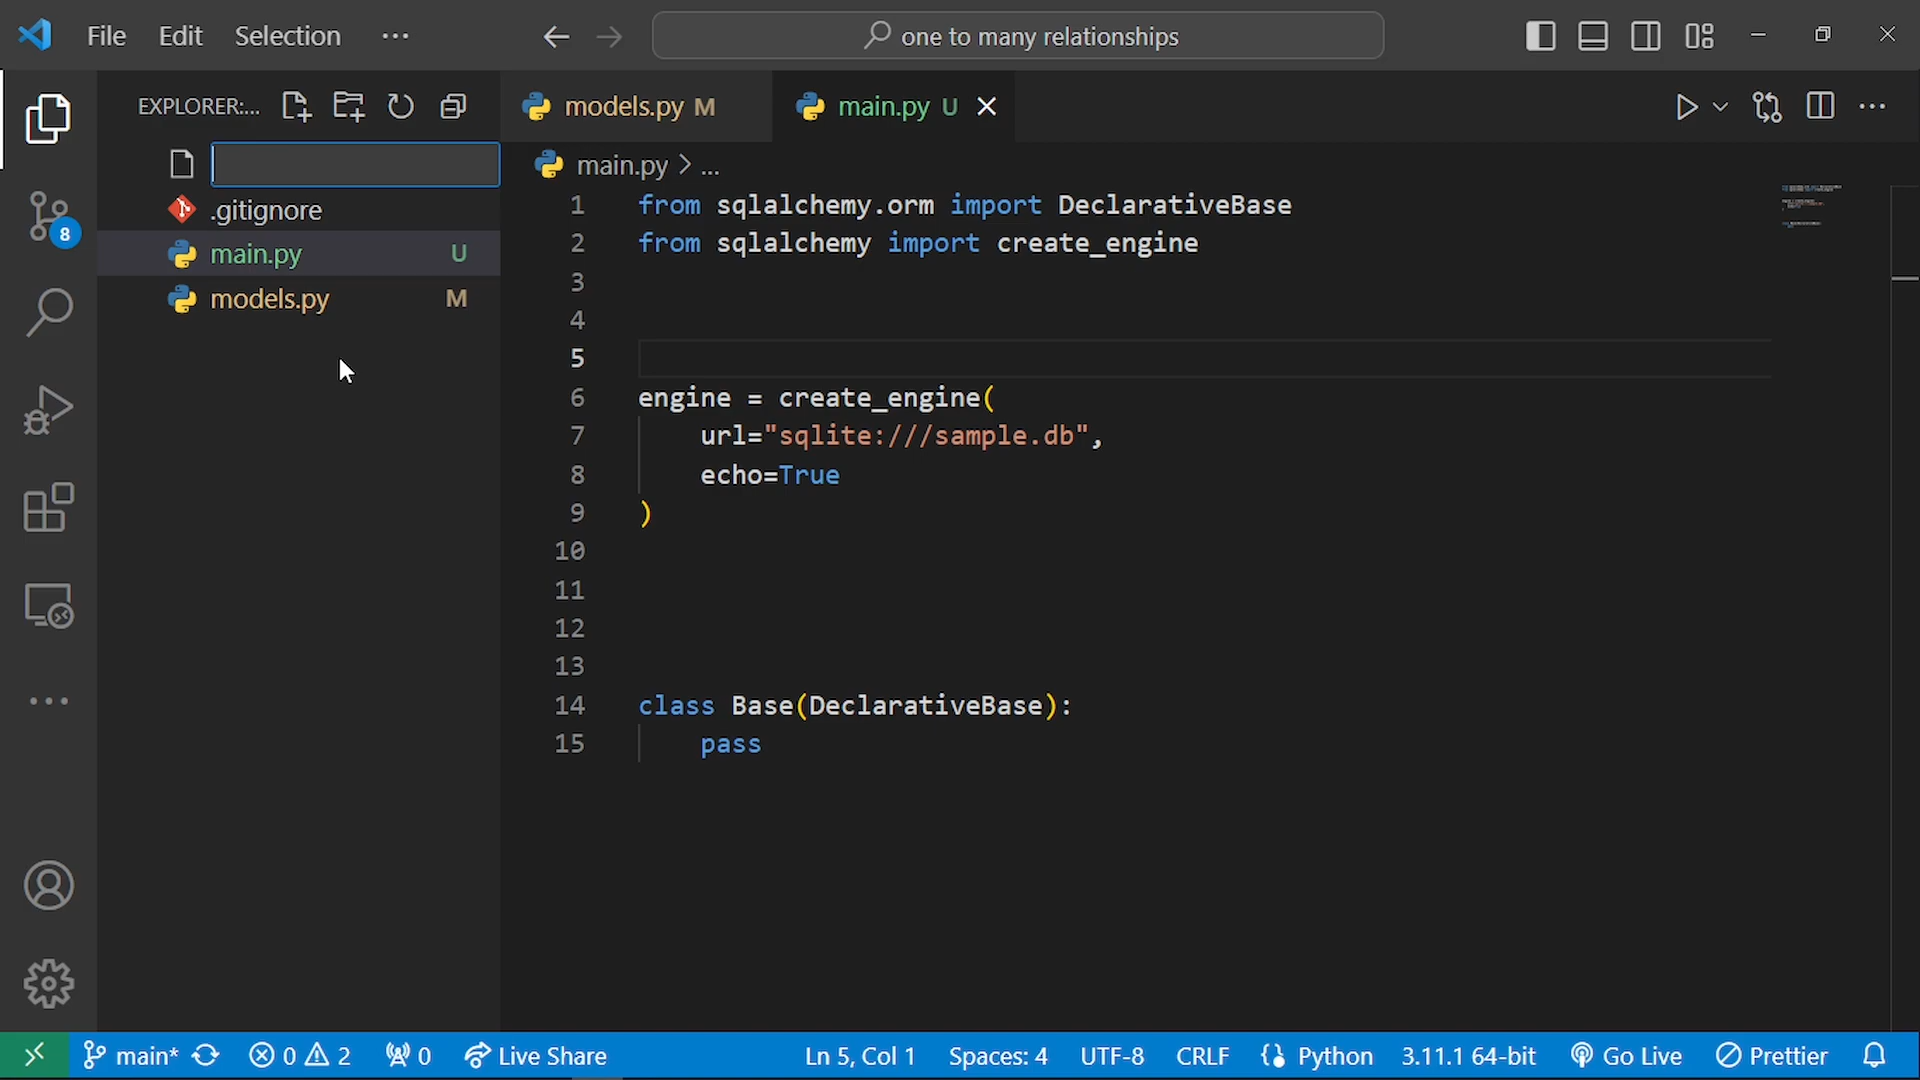 File Edit Selection ···
one to many relationships
EXPLORER:...
models.py M
main.py U
main.py > ...
.gitignore
main.py U
models.py M
8
1 from sqlalchemy.orm import DeclarativeBase
2 from sqlalchemy import create_engine
3
4
5
6 engine = create_engine(
7 url="sqlite:///sample.db",
8 echo=True
9 )
10
11
12
13
14 class Base(DeclarativeBase):
15 pass
main* 0 2 0 Live Share Ln 5, Col 1 Spaces: 4 UTF-8 CRLF Python 3.11.1 64-bit Go Live Prettier